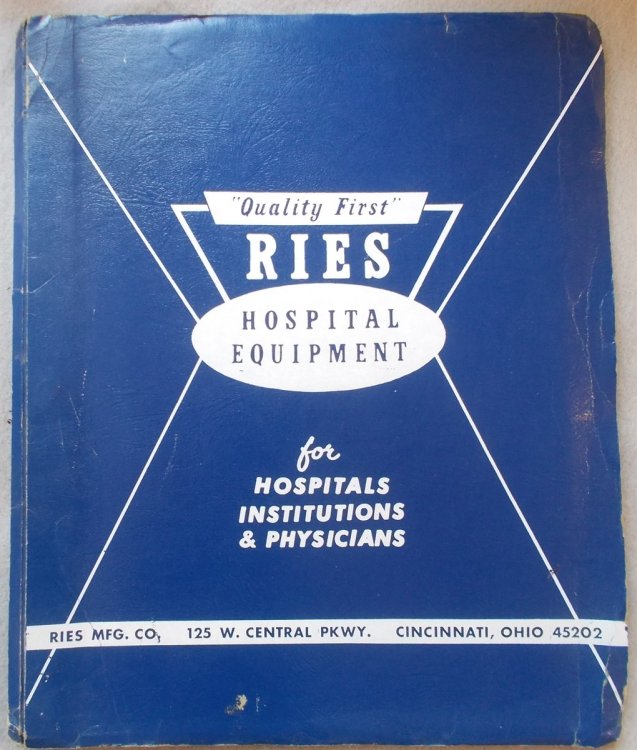 "Quality First"
RIES
HOSPITAL
EQUIPMENT
for
HOSPITALS
INSTITUTIONS
& PHYSICIANS
RIES MFG. CO, 125 W. CENTRAL PKWY. CINCINNATI, OHIO 45202